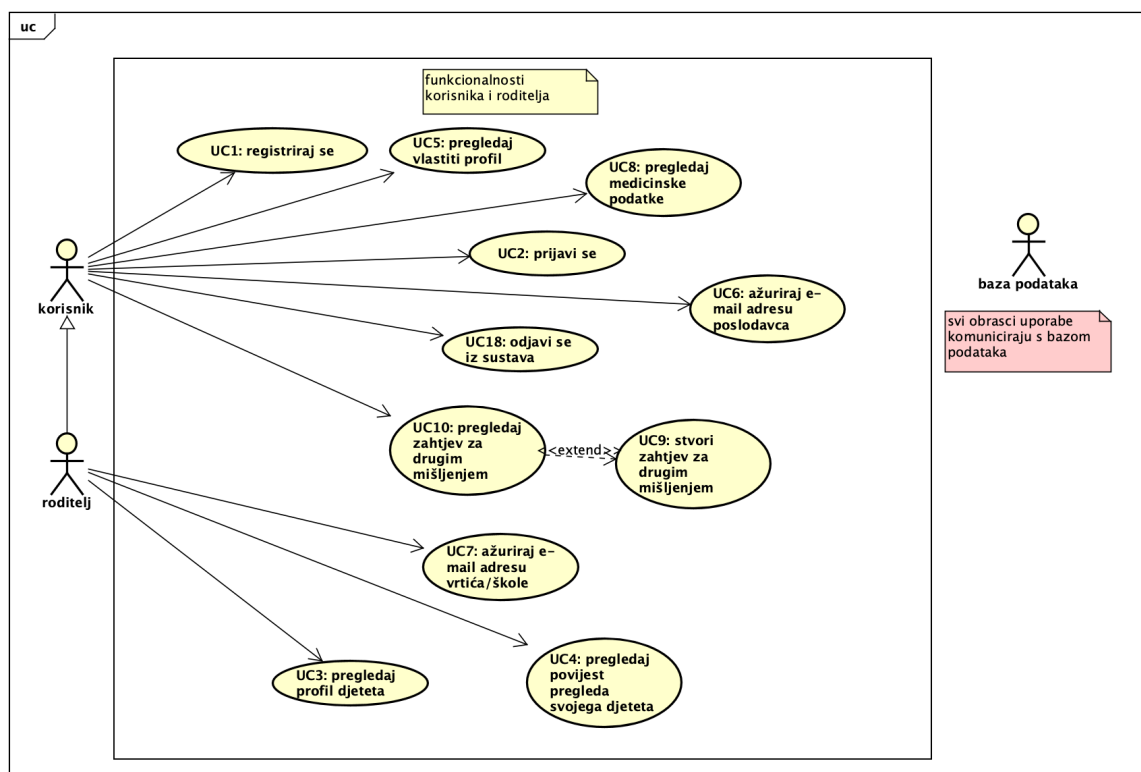 uc
funkcionalnosti
korisnika i roditelja
UC1: registriraj se
UC5: pregledaj
vlastiti profil
UC8: pregledaj
medicinske
podatke
UC2: prijavi se
korisnik
baza podataka
UC6: ažuriraj e-
mail adresu
poslodavca
svi obrasci uporabe
komuniciraju s bazom
podataka
UC18: odjavi se
iz sustava
UC10: pregledaj
zahtjev za
drugim
mišljenjem
<extend>
UC9: stvori
zahtjev za
drugim
mišljenjem
roditelj
UC7: ažuriraj e-
mail adresu
vrtića/škole
UC3: pregledaj
profil djeteta
UC4: pregledaj
povijest
pregleda
svojega djeteta